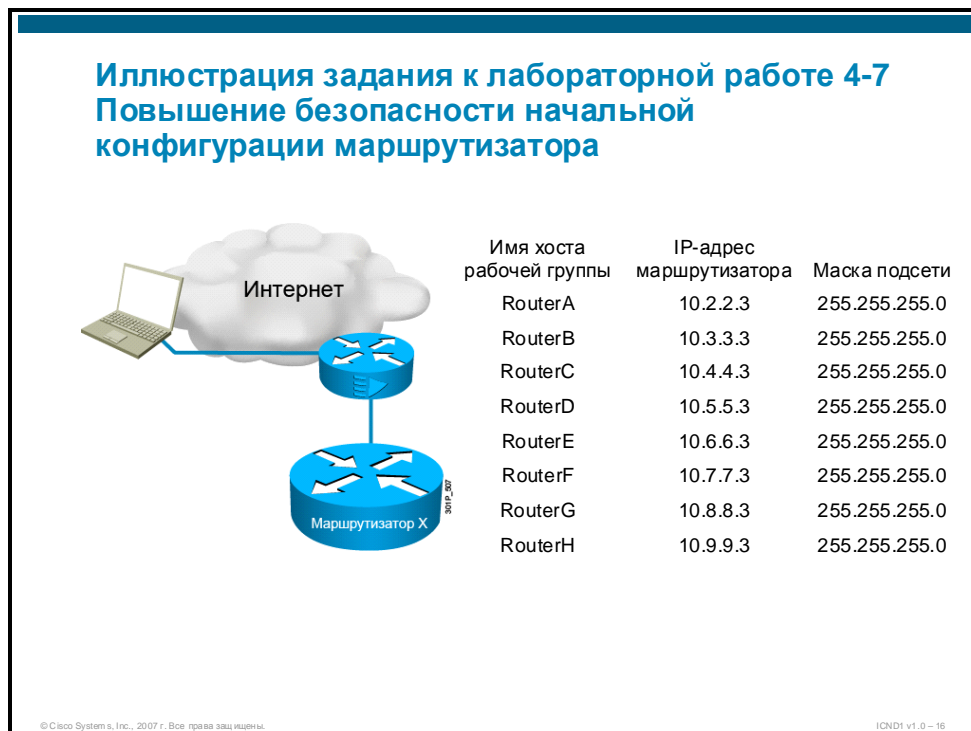 Иллюстрация задания к лабораторной работе 4-7
Повышение безопасности начальной
конфигурации маршрутизатора
Интернет
Маршрутизатор X
301P_507
Имя хоста
рабочей группы
IP-адрес
маршрутизатора
Маска подсети
RouterA 10.2.2.3 255.255.255.0
RouterB 10.3.3.3 255.255.255.0
RouterC 10.4.4.3 255.255.255.0
RouterD 10.5.5.3 255.255.255.0
RouterE 10.6.6.3 255.255.255.0
RouterF 10.7.7.3 255.255.255.0
RouterG 10.8.8.3 255.255.255.0
RouterH 10.9.9.3 255.255.255.0
© Cisco Systems, Inc., 2007 г. Все права защищены.
ICND1 v1.0 – 16